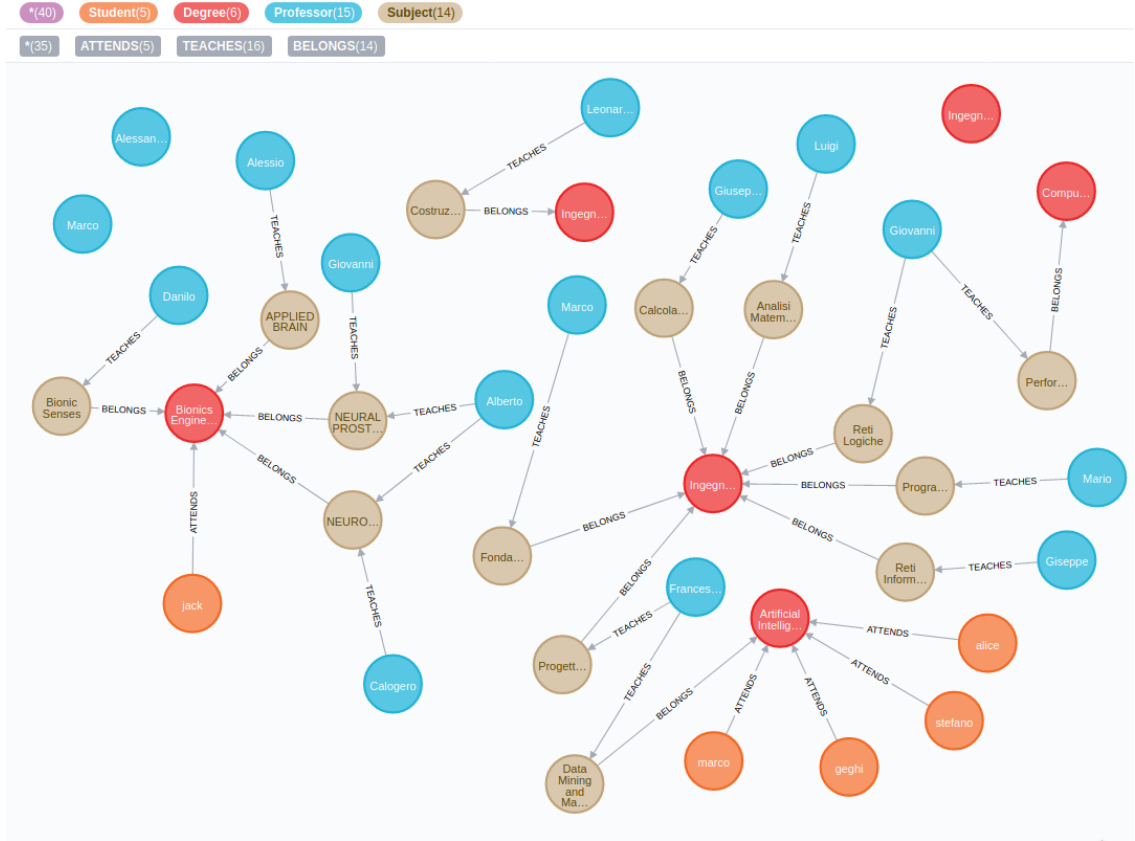 *(40) Student(5) Degree(6) Professor(15) Subject(14)
*(35) ATTENDS(5) TEACHES(16) BELONGS(14)
Leonar…
Ingegn…
Alessan…
Alessio
Luigi
TEACHES
Giusep…
Compu…
Costruz…
BELONGS
Ingegn…
Marco
TEACHES
TEACHES
Giovanni
TEACHES
Giovanni
Danilo
Marco
Calcola…
Analisi
Matem…
TEACHES
BELONGS
APPLIED
BRAIN
TEACHES
TEACHES
TEACHES
BELONGS
BELONGS
BELONGS
Perfor…
Bionic
Senses
BELONGS
Bionics
Engine…
BELONGS
NEURAL
PROST…
TEACHES
Alberto
TEACHES
Reti
Logiche
BELONGS
TEACHES
BELONGS
Ingegn…
BELONGS
Progra…
TEACHES
Mario
ATTENDS
NEURO…
BELONGS
BELONGS
Fonda…
Reti
Inform…
TEACHES
Giseppe
BELONGS
Frances…
jack
TEACHES
TEACHES
Artificial
Intellig…
ATTENDS
alice
Progett…
TEACHES
ATTENDS
Calogero
BELONGS
ATTENDS
ATTENDS
stefano
marco
geghi
Data
Mining
and
Ma…